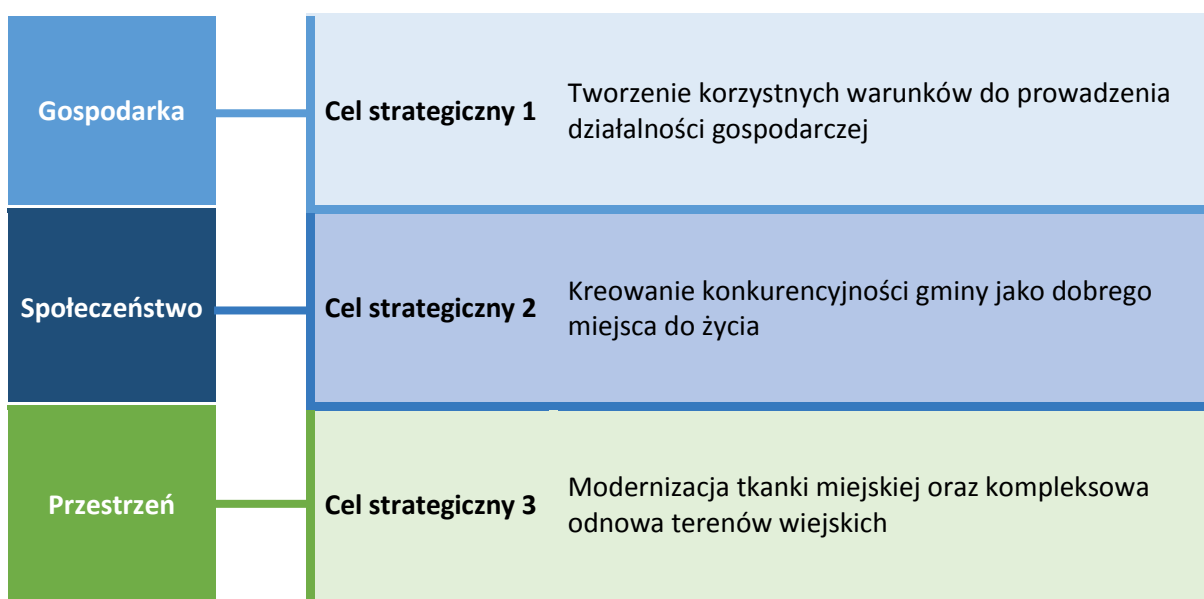 Gospodarka
Cel strategiczny 1
Tworzenie korzystnych warunków do prowadzenia
działalności gospodarczej
Społeczeństwo
Cel strategiczny 2
Kreowanie konkurencyjności gminy jako dobrego
miejsca do życia
Przestrzeń
Cel strategiczny 3
Modernizacja tkanki miejskiej oraz kompleksowa
odnowa terenów wiejskich